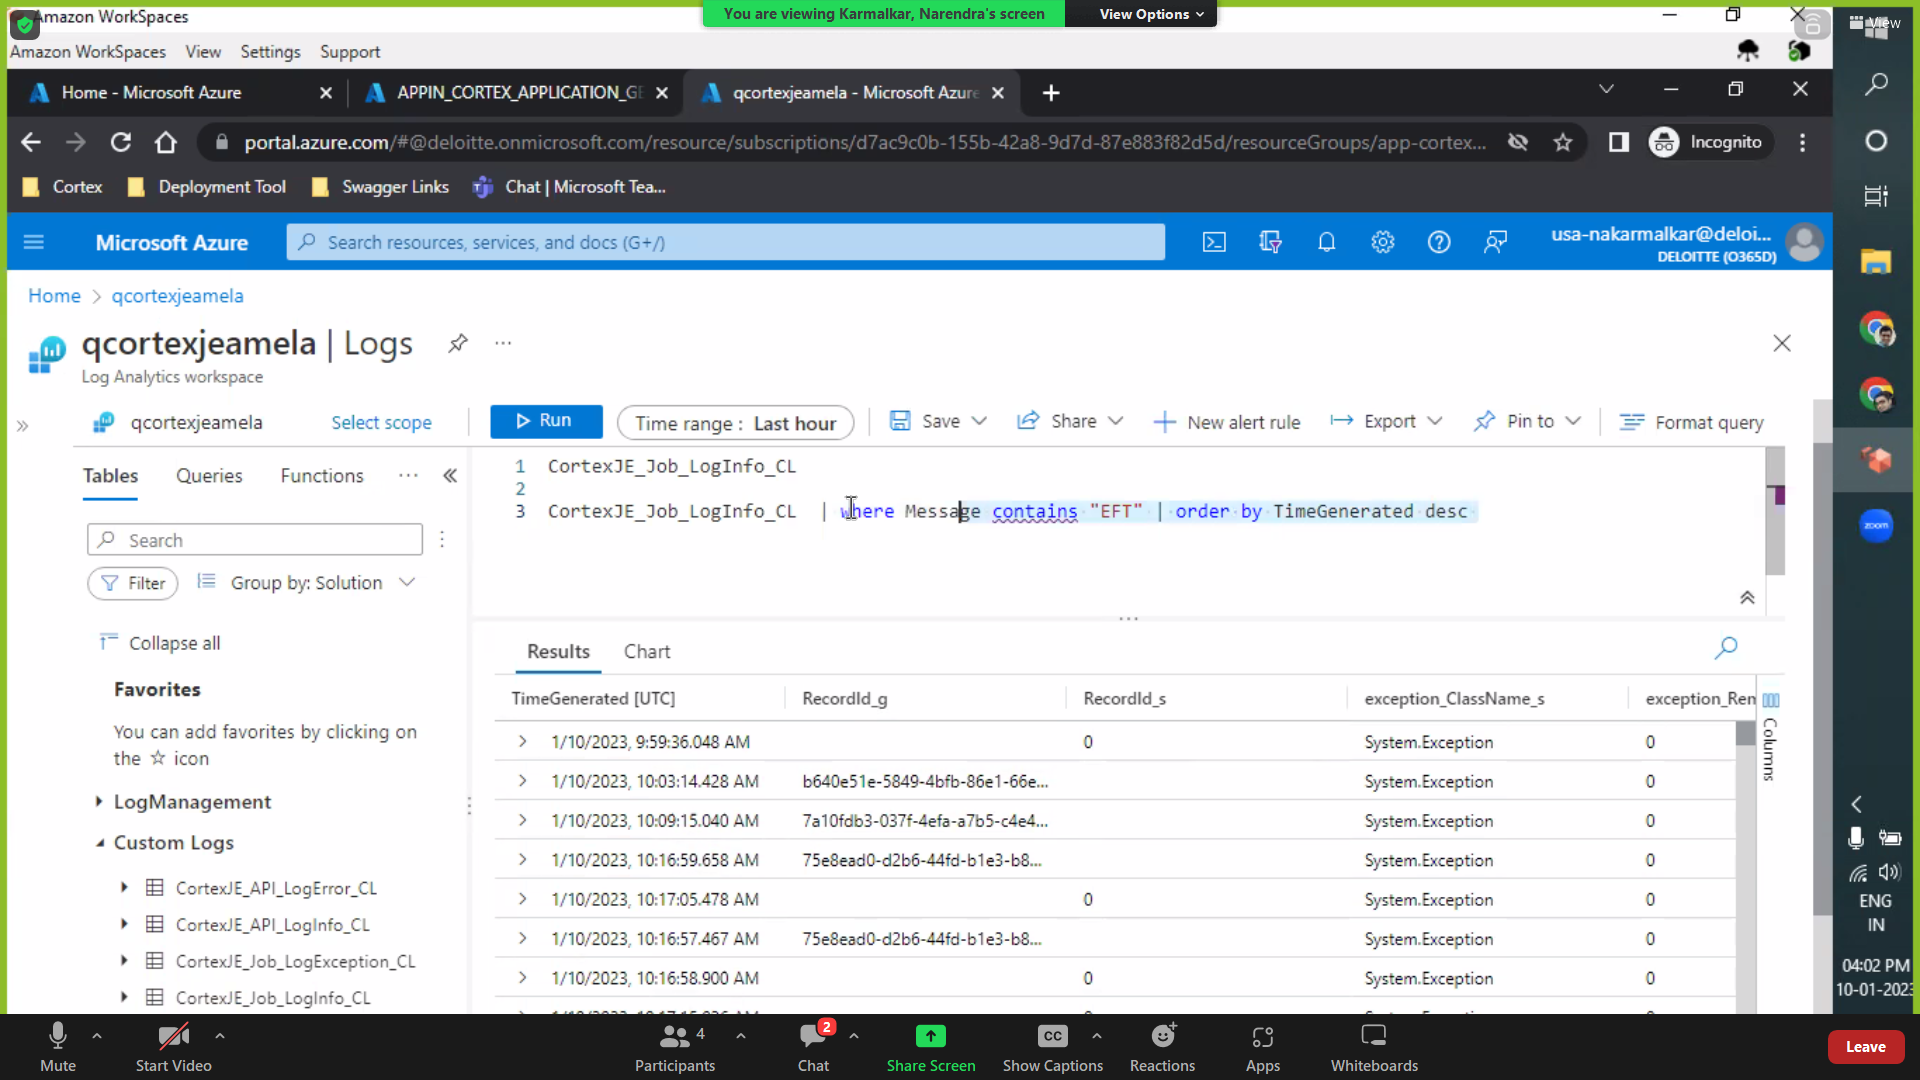 Amazon WorkSpaces
You are viewing Karmalkar, Narendra's screen
View Options
View
Amazon WorkSpaces View Settings Support
Home - Microsoft Azure
APPIN_CORTEX_APPLICATION_GE
qcortexjeamela - Microsoft Azure
portal.azure.com/#@deloitte.onmicrosoft.com/resource/subscriptions/d7ac9c0b-155b-42a8-9d7d-87e883f82d5d/resourceGroups/app-cortex...
Incognito
Cortex Deployment Tool Swagger Links Chat | Microsoft Tea...
Microsoft Azure
Search resources, services, and docs (G+/)
usa-nakarmalkar@deloi...
DELOITTE (O365D)
Home > qcortexjeamela
qcortexjeamela | Logs
...
Log Analytics workspace
qcortexjeamela
Select scope
Run
Time range : Last hour
Save
Share
New alert rule
Export
Pin to
Format query
Tables Queries Functions ...
1 CortexJE_Job_LogInfo_CL
2
3 CortexJE_Job_LogInfo_CL | where Message contains "EFT" | order by TimeGenerated desc
Search
Filter
Group by: Solution
Collapse all
Favorites
You can add favorites by clicking on
the ☆ icon
LogManagement
Custom Logs
CortexJE_API_LogError_CL
CortexJE_API_LogInfo_CL
CortexJE_Job_LogException_CL
CortexJE_Job_LogInfo_CL
Results Chart
TimeGenerated [UTC] RecordId_g RecordId_s exception_ClassName_s exception_Rem
Columns
1/10/2023, 9:59:36.048 AM 0 System.Exception 0
1/10/2023, 10:03:14.428 AM b640e51e-5849-4bfb-86e1-66e... System.Exception 0
1/10/2023, 10:09:15.040 AM 7a10fdb3-037f-4efa-a7b5-c4e4... System.Exception 0
1/10/2023, 10:16:59.658 AM 75e8ead0-d2b6-44fd-b1e3-b8... System.Exception 0
1/10/2023, 10:17:05.478 AM 0 System.Exception 0
1/10/2023, 10:16:57.467 AM 75e8ead0-d2b6-44fd-b1e3-b8... System.Exception 0
1/10/2023, 10:16:58.900 AM 0 System.Exception 0
zoom
ENG
IN
04:02 PM
10-01-2023
Mute
Start Video
4
Participants
2
Chat
Share Screen
CC
Show Captions
Reactions
Apps
Whiteboards
Leave